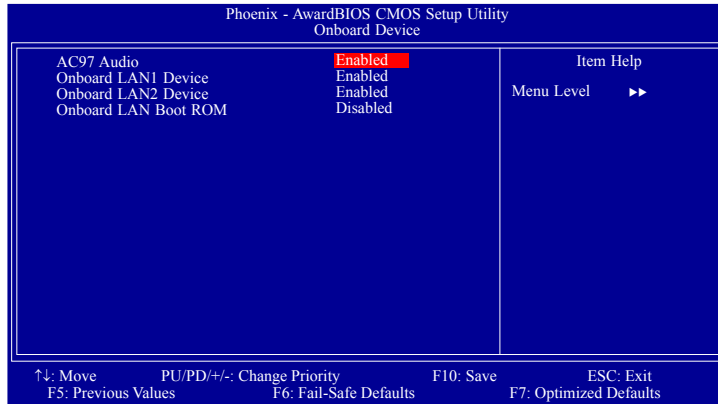 Phoenix - AwardBIOS CMOS Setup Utility
Onboard Device
AC97 Audio Enabled
Onboard LAN1 Device Enabled
Onboard LAN2 Device Enabled
Onboard LAN Boot ROM Disabled
Item Help
Menu Level ►►
↑↓: Move PU/PD/+/-: Change Priority F10: Save ESC: Exit
F5: Previous Values F6: Fail-Safe Defaults F7: Optimized Defaults